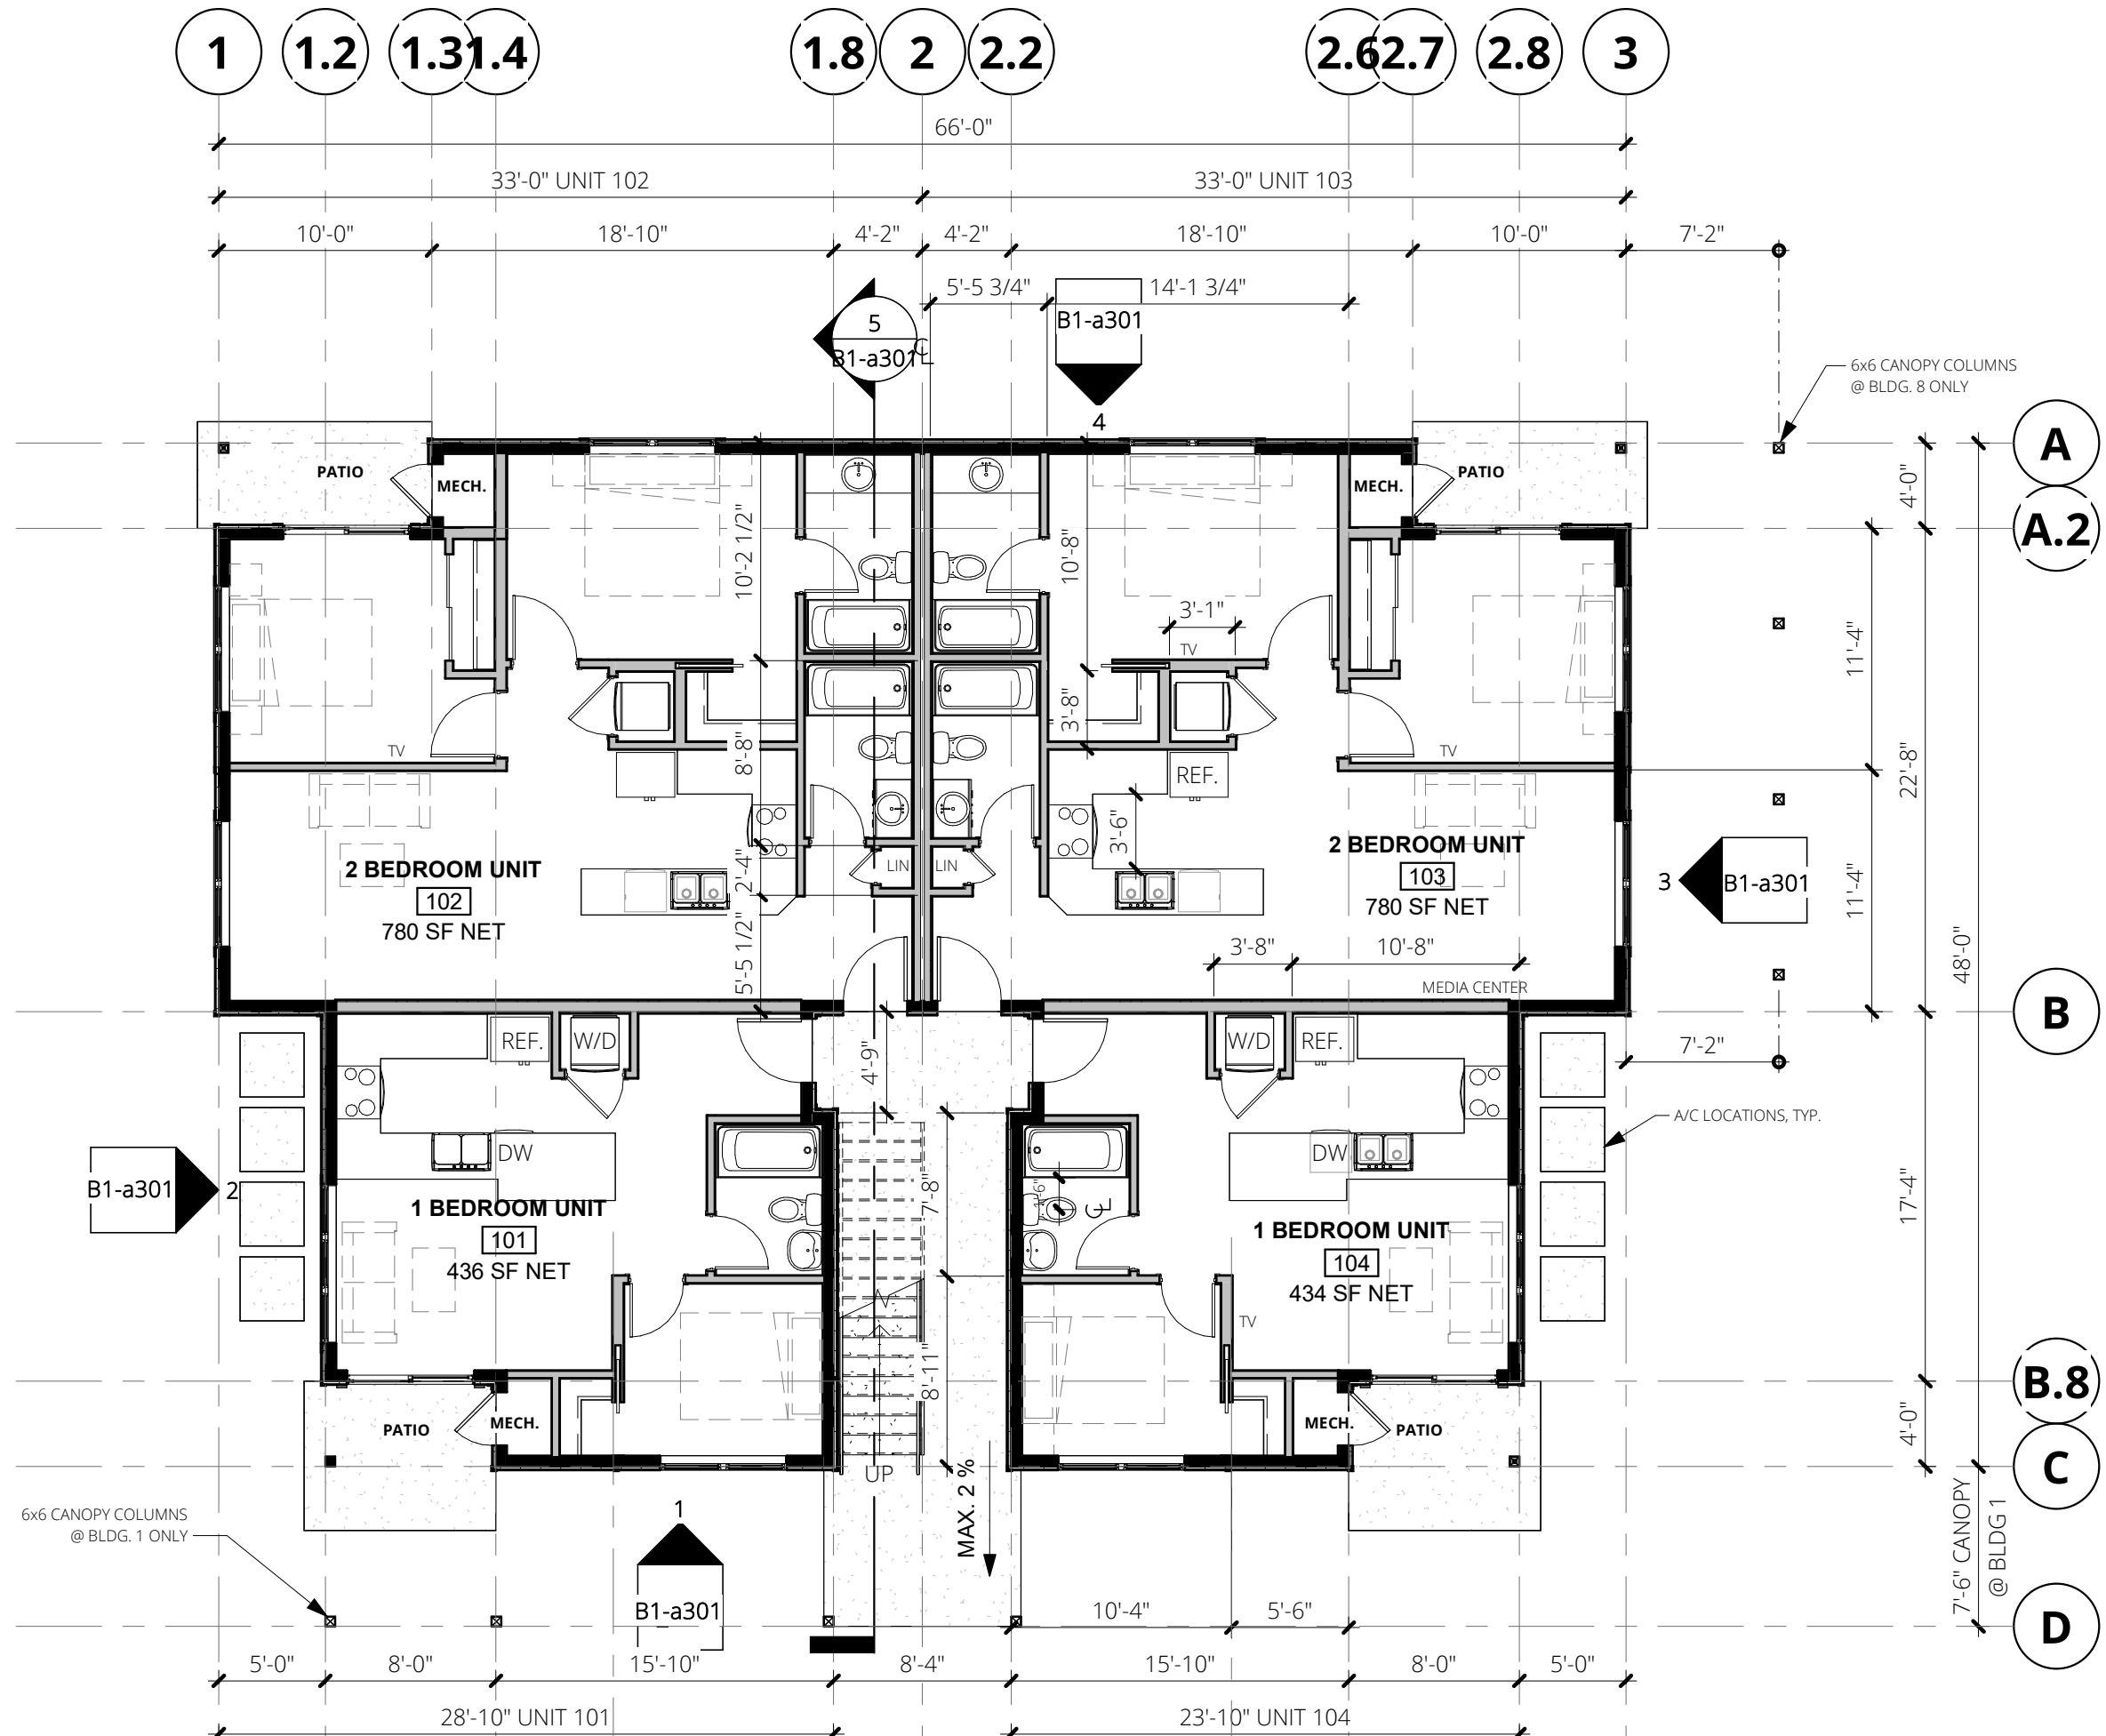 1 1.2 1.3 1.4 1.8 2 2.2 2.6 2.7 2.8 3
66'-0"
33'-0" UNIT 102 33'-0" UNIT 103
10'-0" 18'-10" 4'-2" 4'-2" 18'-10" 10'-0" 7'-2"
5'-5 3/4" 14'-1 3/4"
5
B1-a301
℄
B1-a301
4
6x6 CANOPY COLUMNS
@ BLDG. 8 ONLY
A
A.2
4'-0"
PATIO
MECH.
MECH.
PATIO
10'-2 1/2"
10'-8"
3'-1"
TV
11'-4"
3'-8"
8'-8"
TV
TV
REF.
22'-8"
3'-6"
2 BEDROOM UNIT
102
780 SF NET
2'-4"
LIN
LIN
2 BEDROOM UNIT
103
780 SF NET
3
B1-a301
11'-4"
48'-0"
5'-5 1/2"
3'-8" 10'-8"
MEDIA CENTER
B
REF.
W/D
4'-9"
W/D
REF.
7'-2"
A/C LOCATIONS, TYP.
DW
DW
B1-a301
2
1 BEDROOM UNIT
101
436 SF NET
7'-8"
1'-6"
℄
1 BEDROOM UNIT
104
434 SF NET
17'-4"
TV
8'-11"
B.8
PATIO
MECH.
MECH.
PATIO
4'-0"
C
UP
MAX. 2 %
6x6 CANOPY COLUMNS
@ BLDG. 1 ONLY
1
B1-a301
7'-6" CANOPY
@ BLDG 1
10'-4" 5'-6"
D
5'-0" 8'-0" 15'-10" 8'-4" 15'-10" 8'-0" 5'-0"
28'-10" UNIT 101 23'-10" UNIT 104